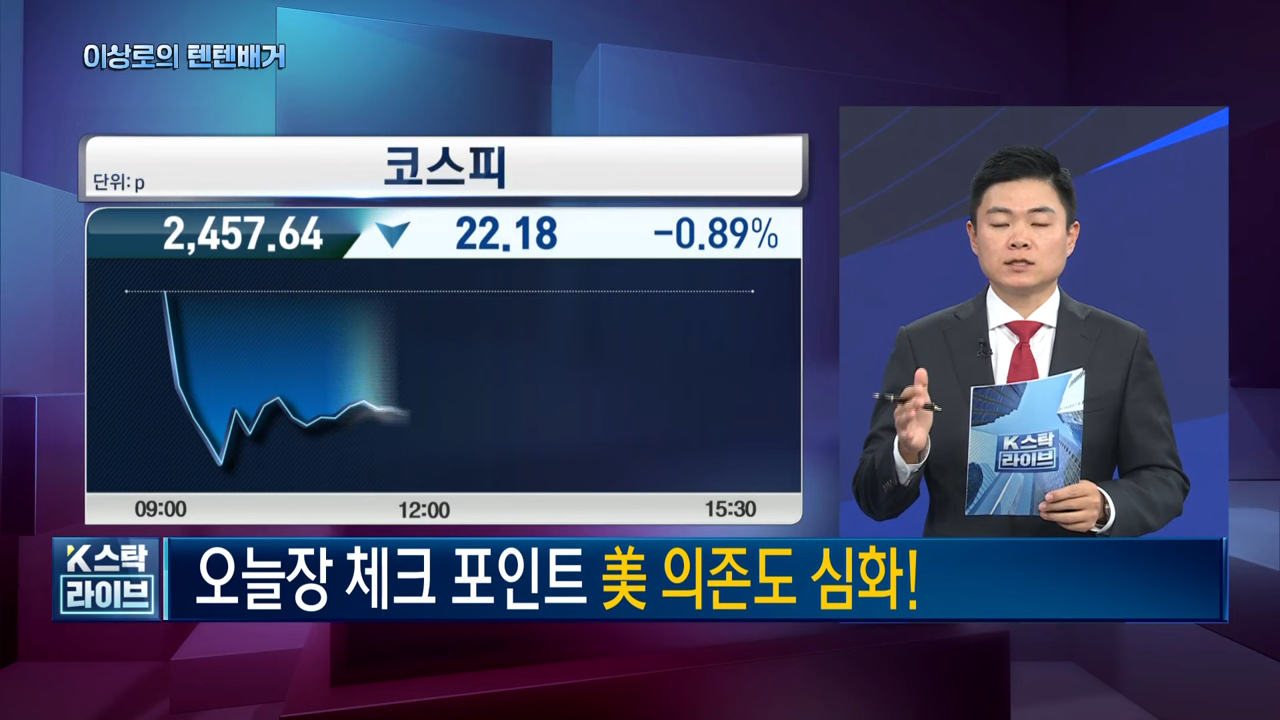 이상로의 텐텐배거
코스피
단위: p
2,457.64 ▼ 22.18 -0.89%
09:00 12:00 15:30
K스탁
라이브
K스탁
라이브
오늘장 체크 포인트 美 의존도 심화!